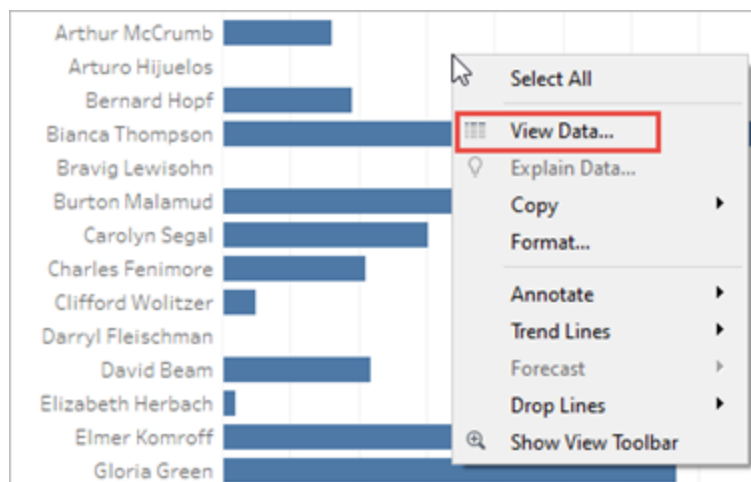 Arthur McCrumb
Arturo Hijuelos
Bernard Hopf
Bianca Thompson
Bravig Lewisohn
Burton Malamud
Carolyn Segal
Charles Fenimore
Clifford Wolitzer
Darryl Fleischman
David Beam
Elizabeth Herbach
Elmer Komroff
Gloria Green
Select All
View Data...
Explain Data...
Copy
Format...
Annotate
Trend Lines
Forecast
Drop Lines
Show View Toolbar